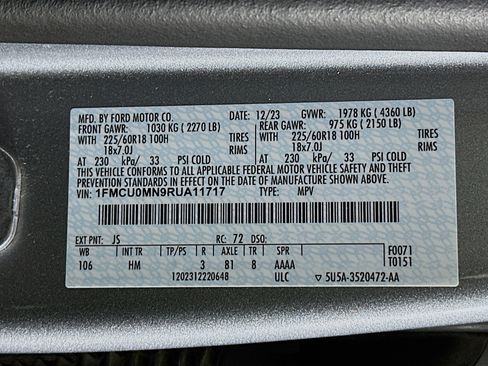 MFD. BY FORD MOTOR CO. 12/23 GVWR: 1978 KG ( 4360 LB)
FRONT GAWR: 1030 KG ( 2270 LB) REAR GAWR: 975 KG ( 2150 LB)
WITH 225/60R18 100H TIRES WITH 225/60R18 100H TIRES
18x7.0J RIMS 18x7.0J RIMS
AT 230 kPa/ 33 PSI COLD AT 230 kPa/ 33 PSI COLD
THIS VEHICLE CONFORMS TO ALL APPLICABLE FEDERAL MOTOR VEHICLE SAFETY AND THEFT PREVENTION
STANDARDS IN EFFECT ON THE DATE OF MANUFACTURE SHOWN ABOVE.
VIN: 1FMCU0MN9RUA11717 TYPE: MPV
EXT PNT: JS RC: 72 DSO:
WB INT TR TP/PS R AXLE TR SPR F0071
106 HM 3 81 8 AAAA T0151
1202312220648 ULC ▽ 5U5A-3520472-AA